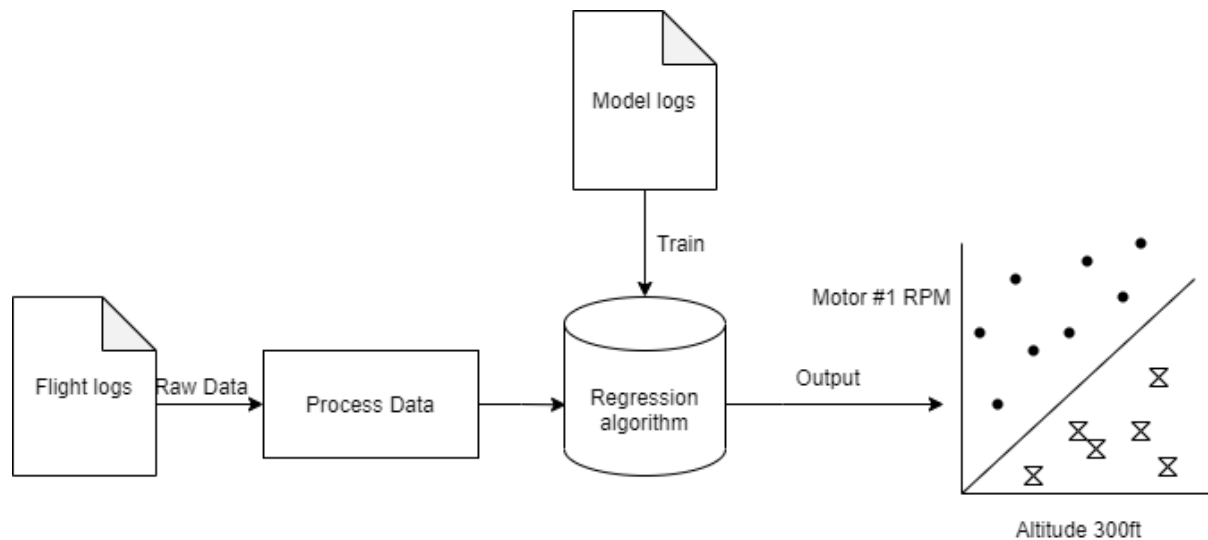 Model logs
Train
Motor #1 RPM
Flight logs
Raw Data
Process Data
Regression
algorithm
Output
Altitude 300ft